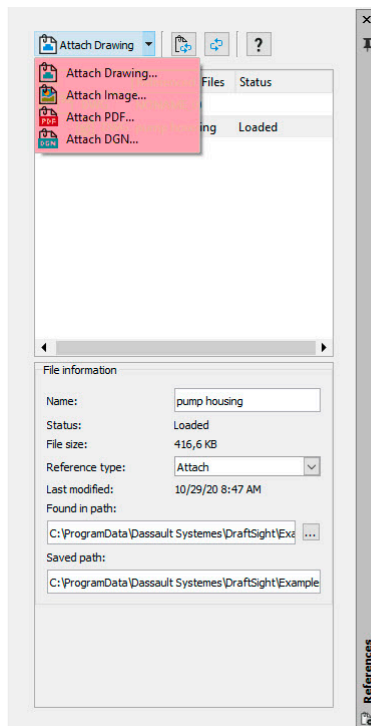 Attach Drawing
Attach Drawing...
Files Status
Attach Image...
Attach PDF...
ing Loaded
Attach DGN...
File information
Name: pump housing
Status: Loaded
File size: 416,6 KB
Reference type: Attach
Last modified: 10/29/20 8:47 AM
Found in path:
C:\ProgramData\Dassault Systemes\DraftSight\Exa ...
Saved path:
C:\ProgramData\Dassault Systemes\DraftSight\Example
References